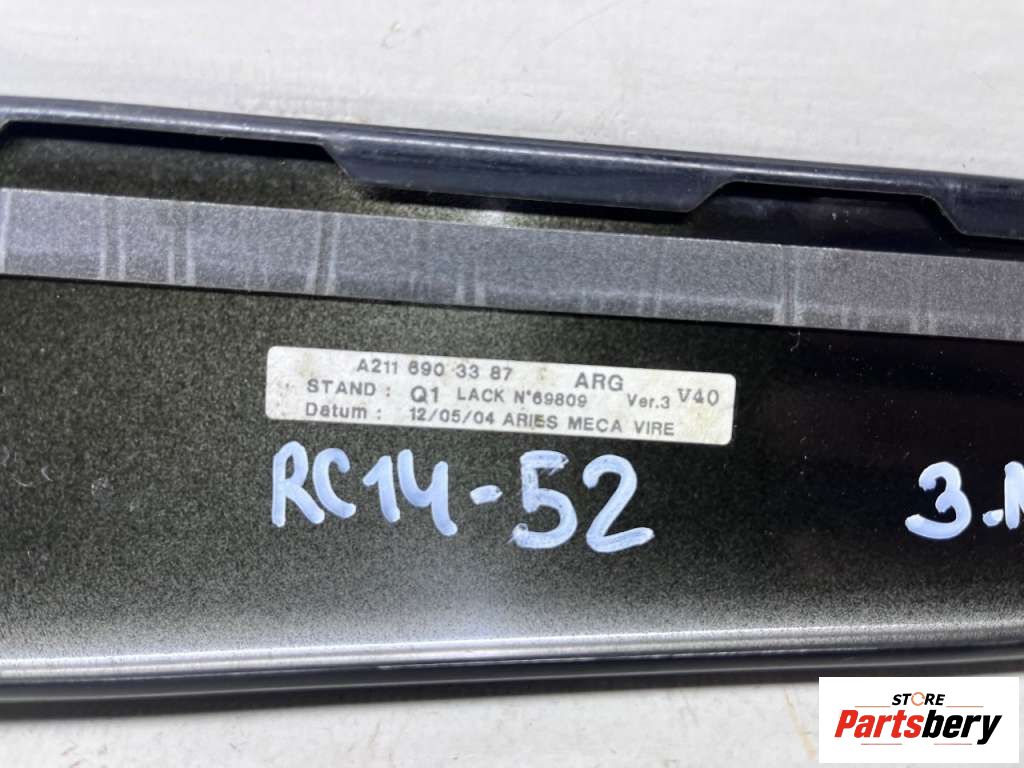 A211 690 33 87 ARG
STAND : Q1 LACK N°69809 Ver.3 V40
Datum : 12/05/04 ARIES MECA VIRE
RC14-52
3.
STORE
Partsbery